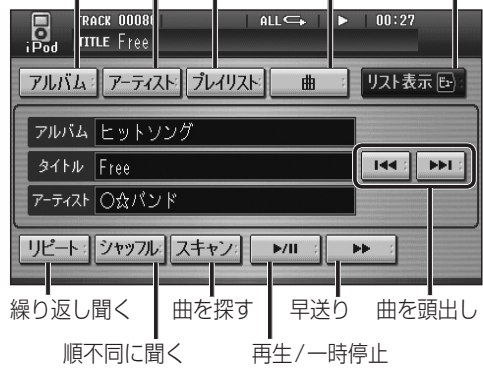 TRACK 0008 ALL 00:27
iPod TITLE Free
アルバム アーティスト プレイリスト 曲 リスト表示
アルバム ヒットソング
タイトル Free
アーティスト ○☆バンド
リピート シャッフル スキャン ▶/II ▶▶
繰り返し聞く 曲を探す 早送り 曲を頭出し
順不同に聞く 再生/一時停止